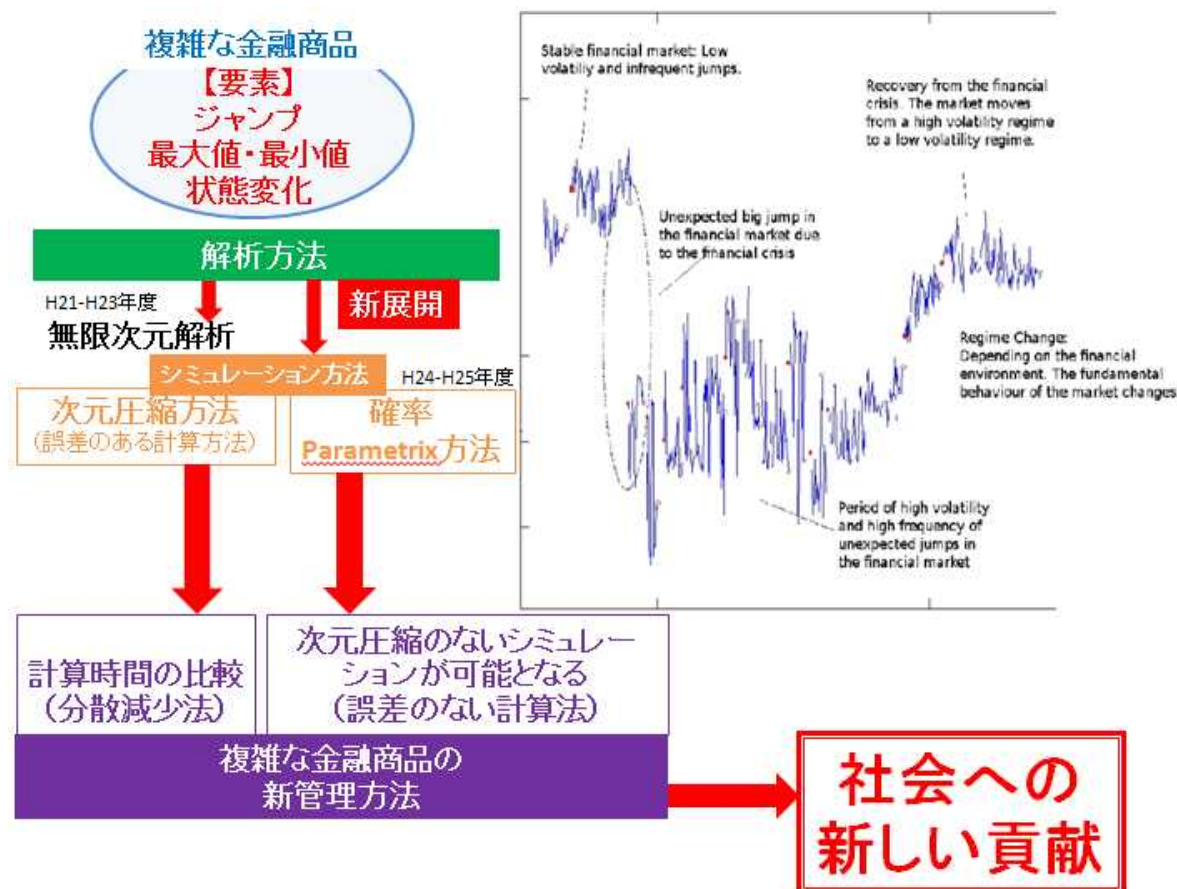 複雑な金融商品
【要素】
ジャンプ
最大値・最小値
状態変化
解析方法
H21-H23年度
新展開
無限次元解析
シミュレーション方法
H24-H25年度
次元圧縮方法
(誤差のある計算方法)
確率
Parametrix方法
計算時間の比較
(分散減少法)
次元圧縮のないシミュレー
ションが可能となる
(誤差のない計算法)
複雑な金融商品の
新管理方法
社会への
新しい貢献
Stable financial market: Low
volatiliy and infrequent jumps.
Recovery from the financial
crisis. The market moves
from a high volatility regime
to a low volatility regime.
Unexpected big jump in
the financial market due
to the financial crisis
Regime Change:
Depending on the financial
environment. The fundamental
behaviour of the market changes
Period of high volatility
and high frequency of
unexpected jumps in
the financial market